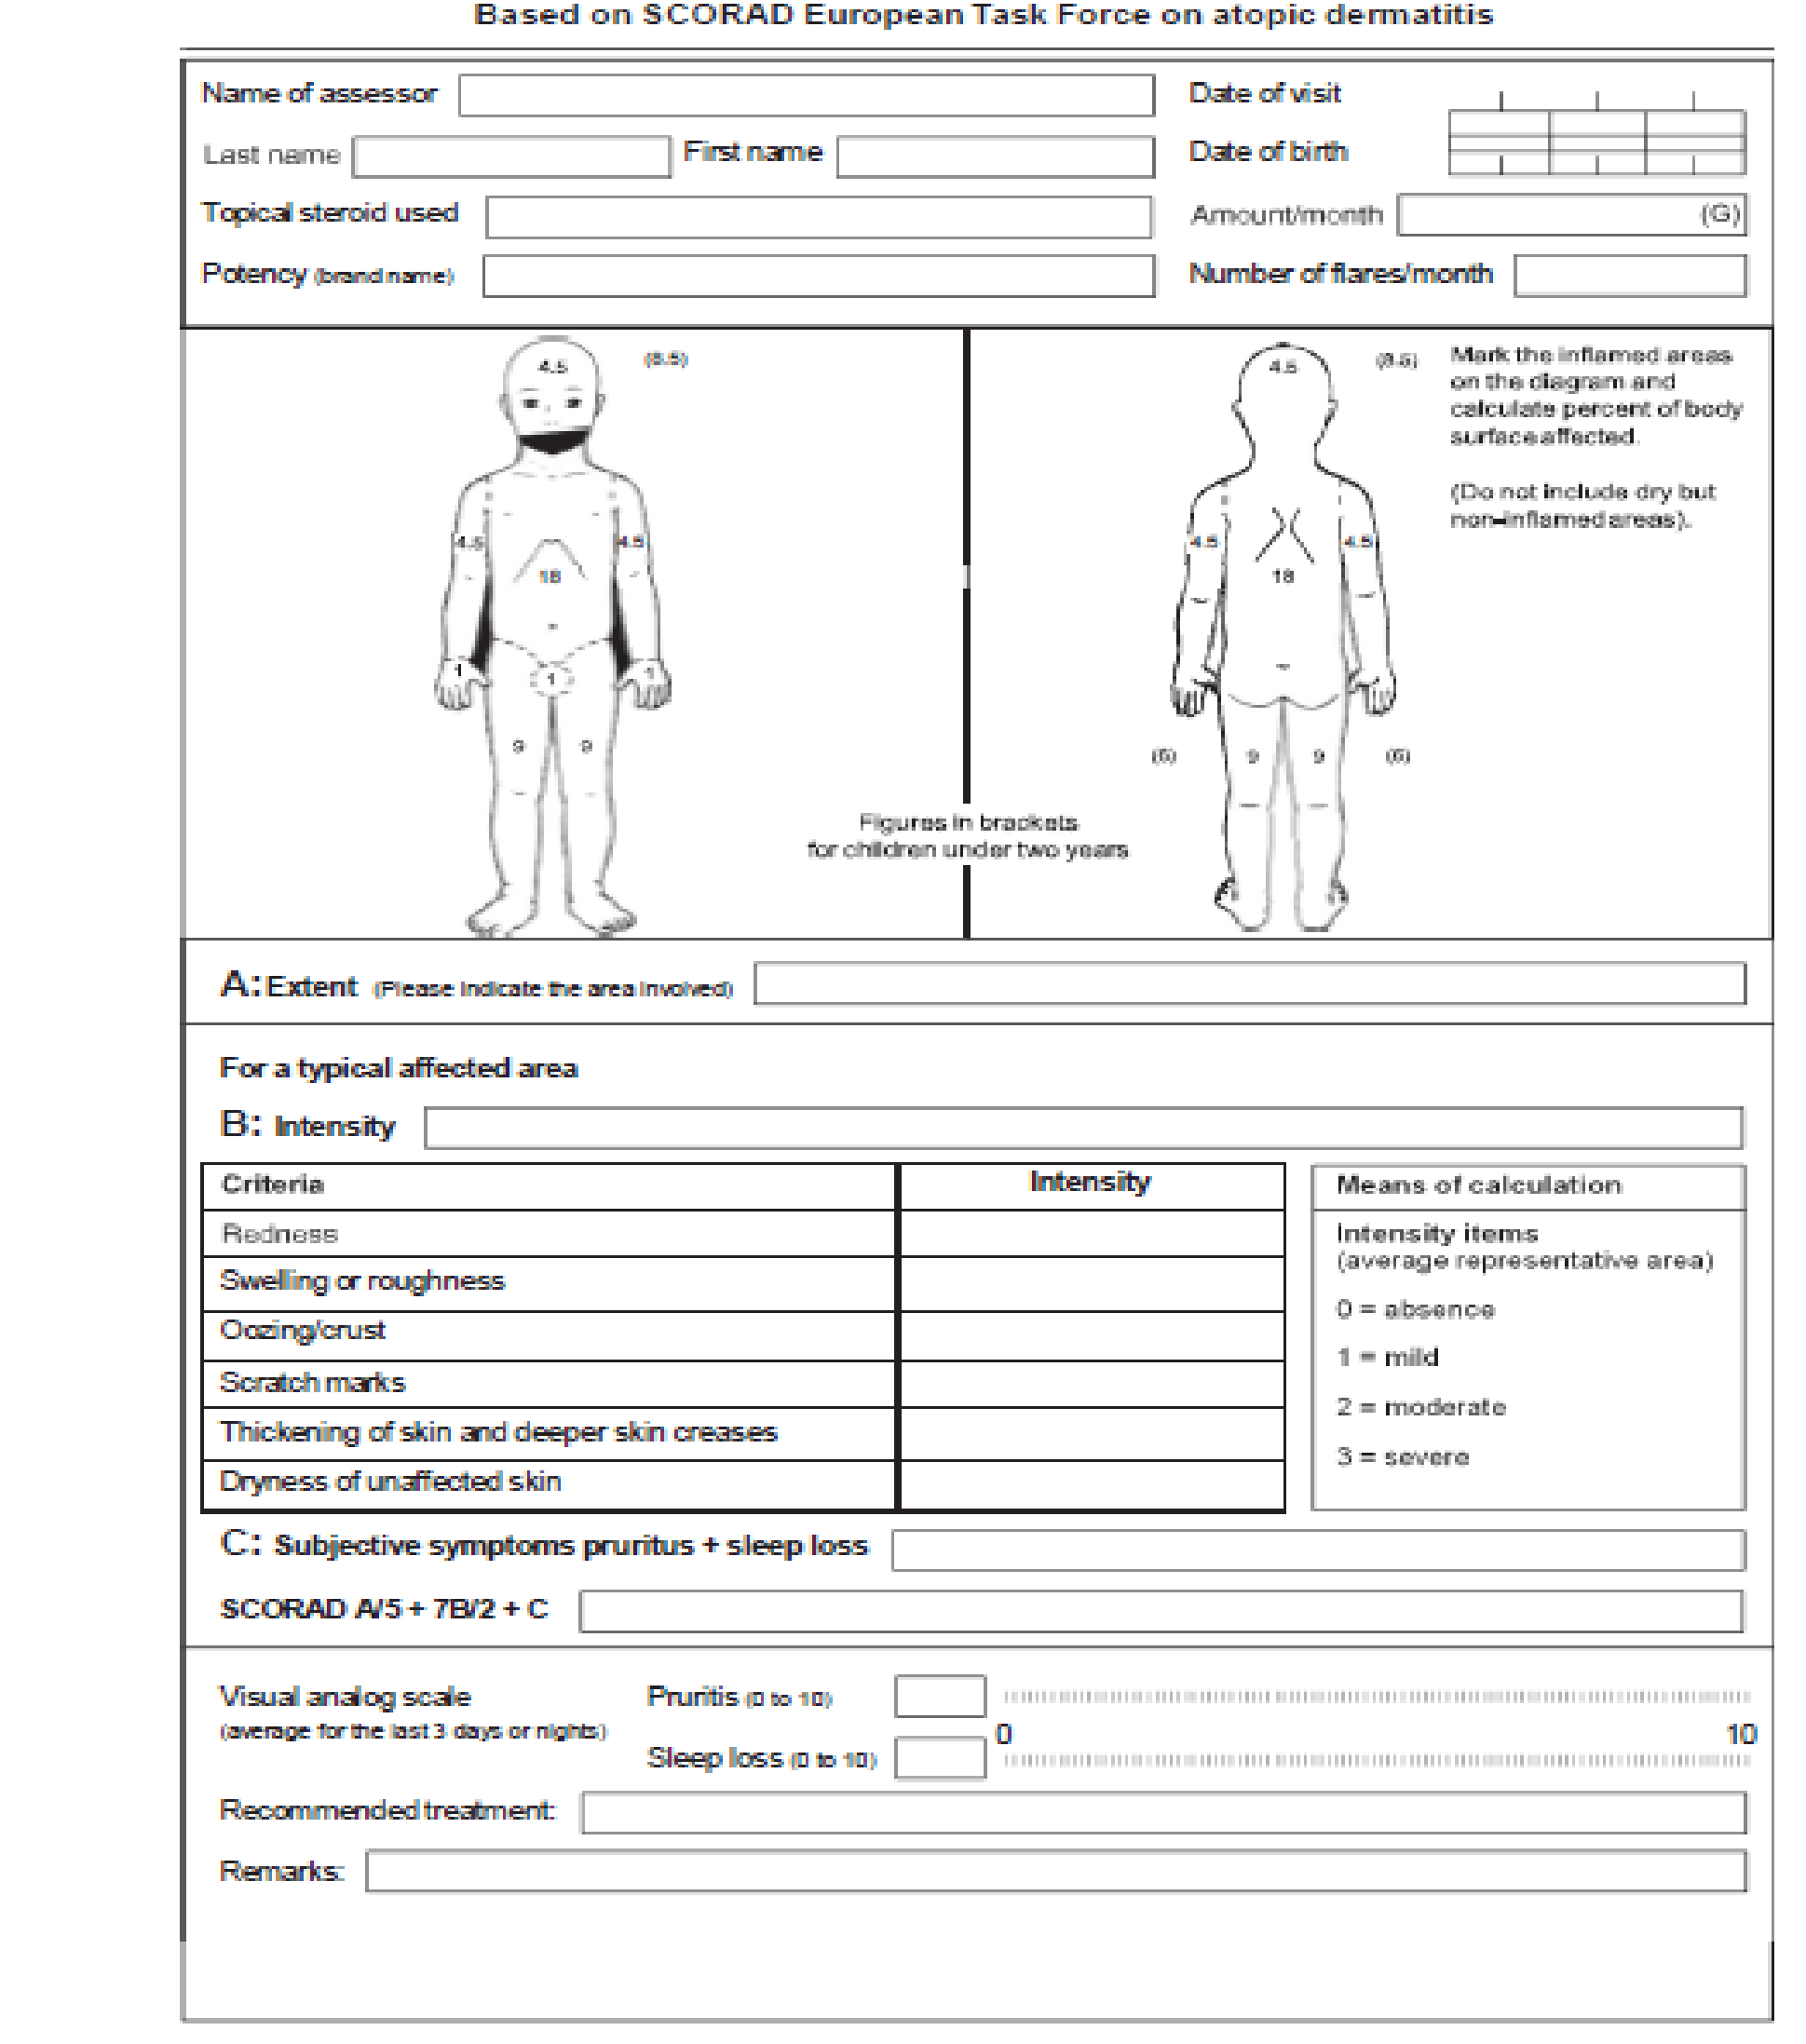 Based on SCORAD European Task Force on atopic dermatitis
Name of assessor
Date of visit
Last name
First name
Date of birth
Topical steroid used
Amount/month (G)
Potency (brand name)
Number of flares/month
4.5 (8.5)
4.5 (8.5)
Mark the inflamed areas
on the diagram and
calculate percent of body
surface affected.
(Do not include dry but
non-inflamed areas).
4.5 4.5
18
4.5 4.5
18
1 1 1
9 9
(6) 9 9 (6)
Figures in brackets
for children under two years
A: Extent (Please indicate the area involved)
For a typical affected area
B: Intensity
Criteria Intensity
Redness
Swelling or roughness
Oozing/crust
Scratch marks
Thickening of skin and deeper skin creases
Dryness of unaffected skin
Means of calculation
Intensity items
(average representative area)
0 = absence
1 = mild
2 = moderate
3 = severe
C: Subjective symptoms pruritus + sleep loss
SCORAD A/5 + 7B/2 + C
Visual analog scale
(average for the last 3 days or nights)
Pruritis (0 to 10)
0 10
Sleep loss (0 to 10)
Recommended treatment:
Remarks: